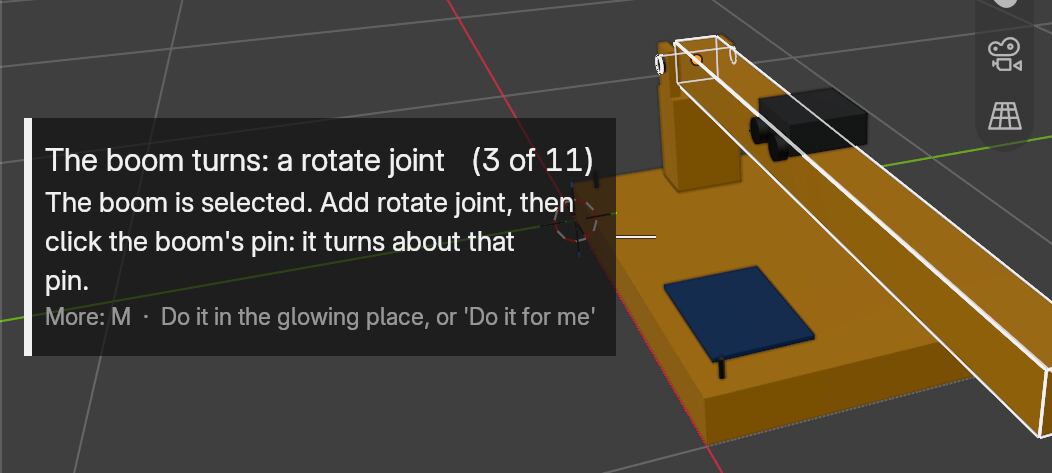 The boom turns: a rotate joint (3 of 11)
The boom is selected. Add rotate joint, then
click the boom's pin: it turns about that
pin.
More: M · Do it in the glowing place, or 'Do it for me'